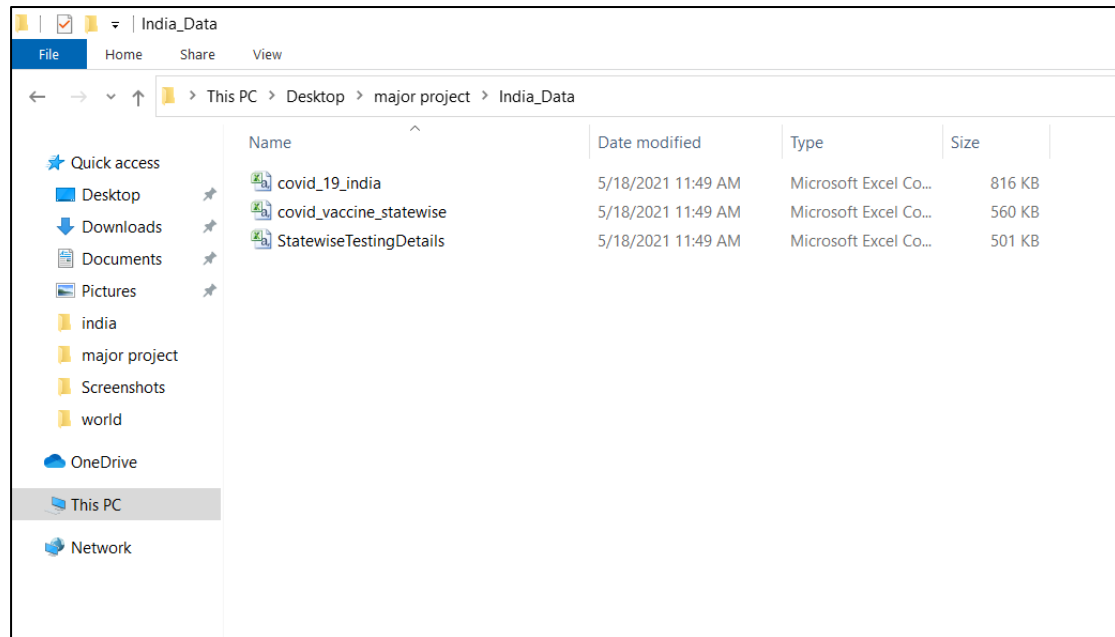 India_Data
File Home Share View
This PC > Desktop > major project > India_Data
Name Date modified Type Size
Quick access
Desktop
Downloads
Documents
Pictures
india
major project
Screenshots
world
OneDrive
This PC
Network
covid_19_india 5/18/2021 11:49 AM Microsoft Excel Co... 816 KB
covid_vaccine_statewise 5/18/2021 11:49 AM Microsoft Excel Co... 560 KB
StatewiseTestingDetails 5/18/2021 11:49 AM Microsoft Excel Co... 501 KB